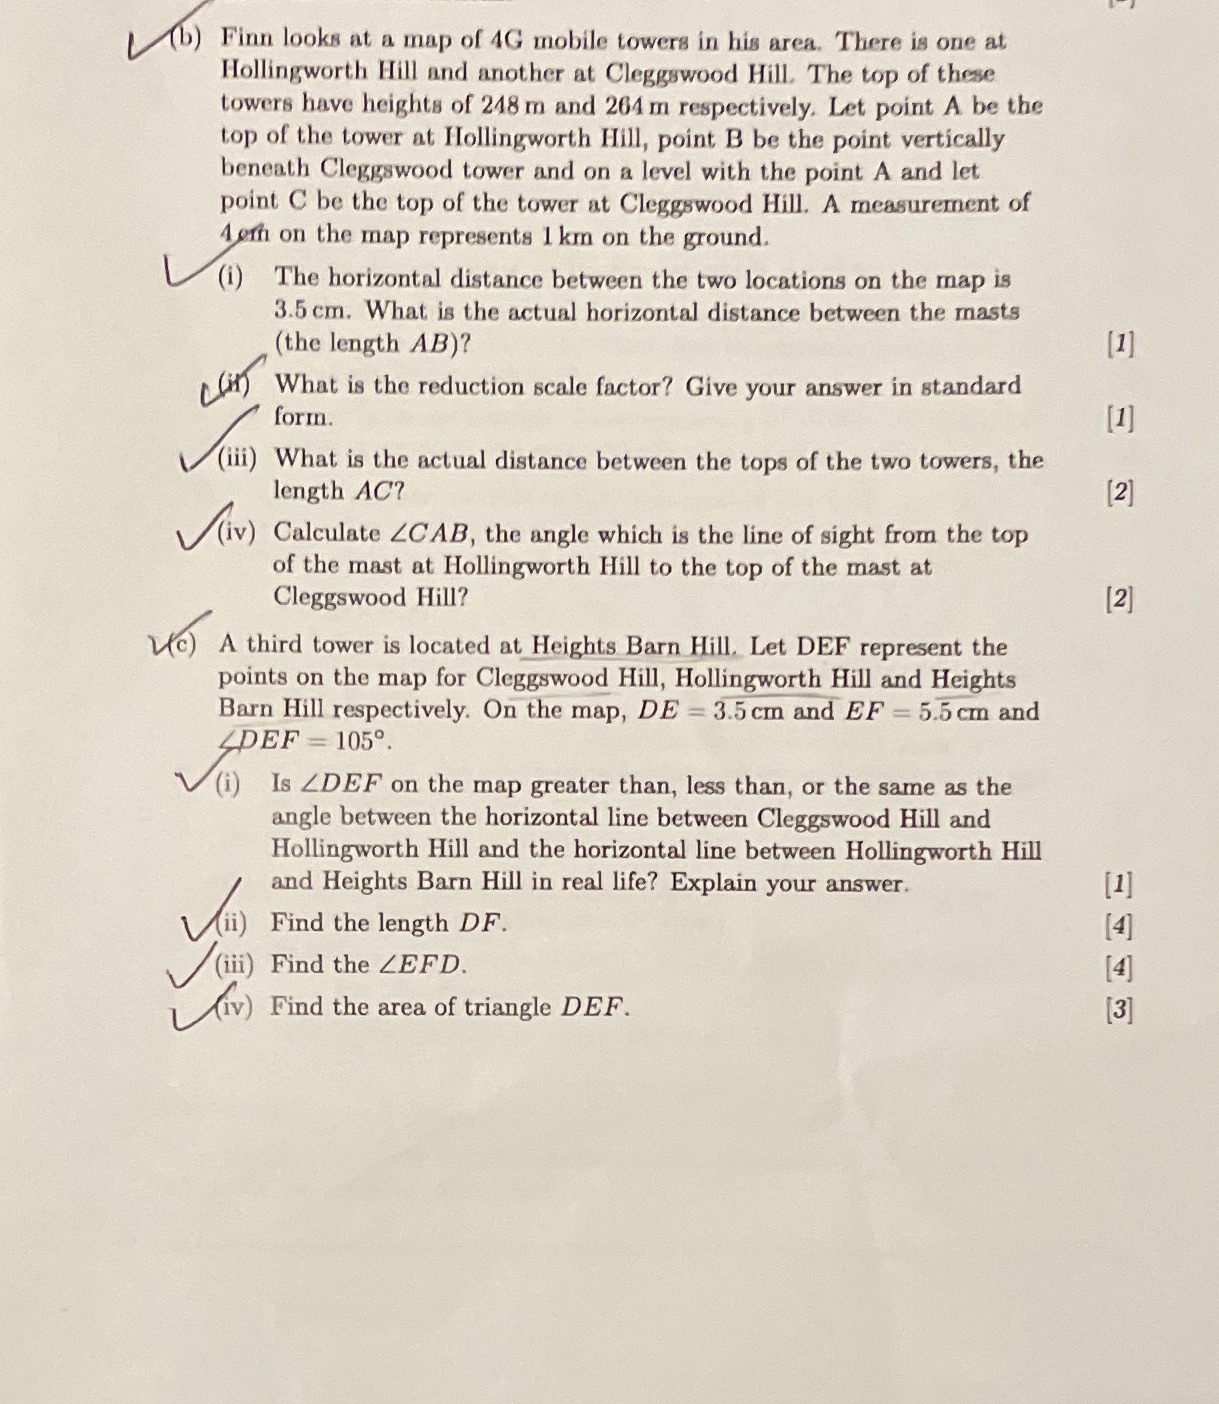 (b) Finn looks at a map of 4G mobile towers in his area. There is one at
Hollingworth Hill and another at Cleggswood Hill. The top of these
towers have heights of 248 m and 264 m respectively. Let point A be the
top of the tower at Hollingworth Hill, point B be the point vertically
beneath Cleggswood tower and on a level with the point A and let
point C be the top of the tower at Cleggswood Hill. A measurement of
4 cm on the map represents 1 km on the ground.
(i) The horizontal distance between the two locations on the map is
3.5 cm. What is the actual horizontal distance between the masts
(the length AB)? [1]
(ii) What is the reduction scale factor? Give your answer in standard
form. [1]
(iii) What is the actual distance between the tops of the two towers, the
length AC? [2]
(iv) Calculate ∠CAB, the angle which is the line of sight from the top
of the mast at Hollingworth Hill to the top of the mast at
Cleggswood Hill? [2]
(c) A third tower is located at Heights Barn Hill. Let DEF represent the
points on the map for Cleggswood Hill, Hollingworth Hill and Heights
Barn Hill respectively. On the map, DE = 3.5 cm and EF = 5.5 cm and
∠DEF = 105°.
(i) Is ∠DEF on the map greater than, less than, or the same as the
angle between the horizontal line between Cleggswood Hill and
Hollingworth Hill and the horizontal line between Hollingworth Hill
and Heights Barn Hill in real life? Explain your answer. [1]
(ii) Find the length DF. [4]
(iii) Find the ∠EFD. [4]
(iv) Find the area of triangle DEF. [3]